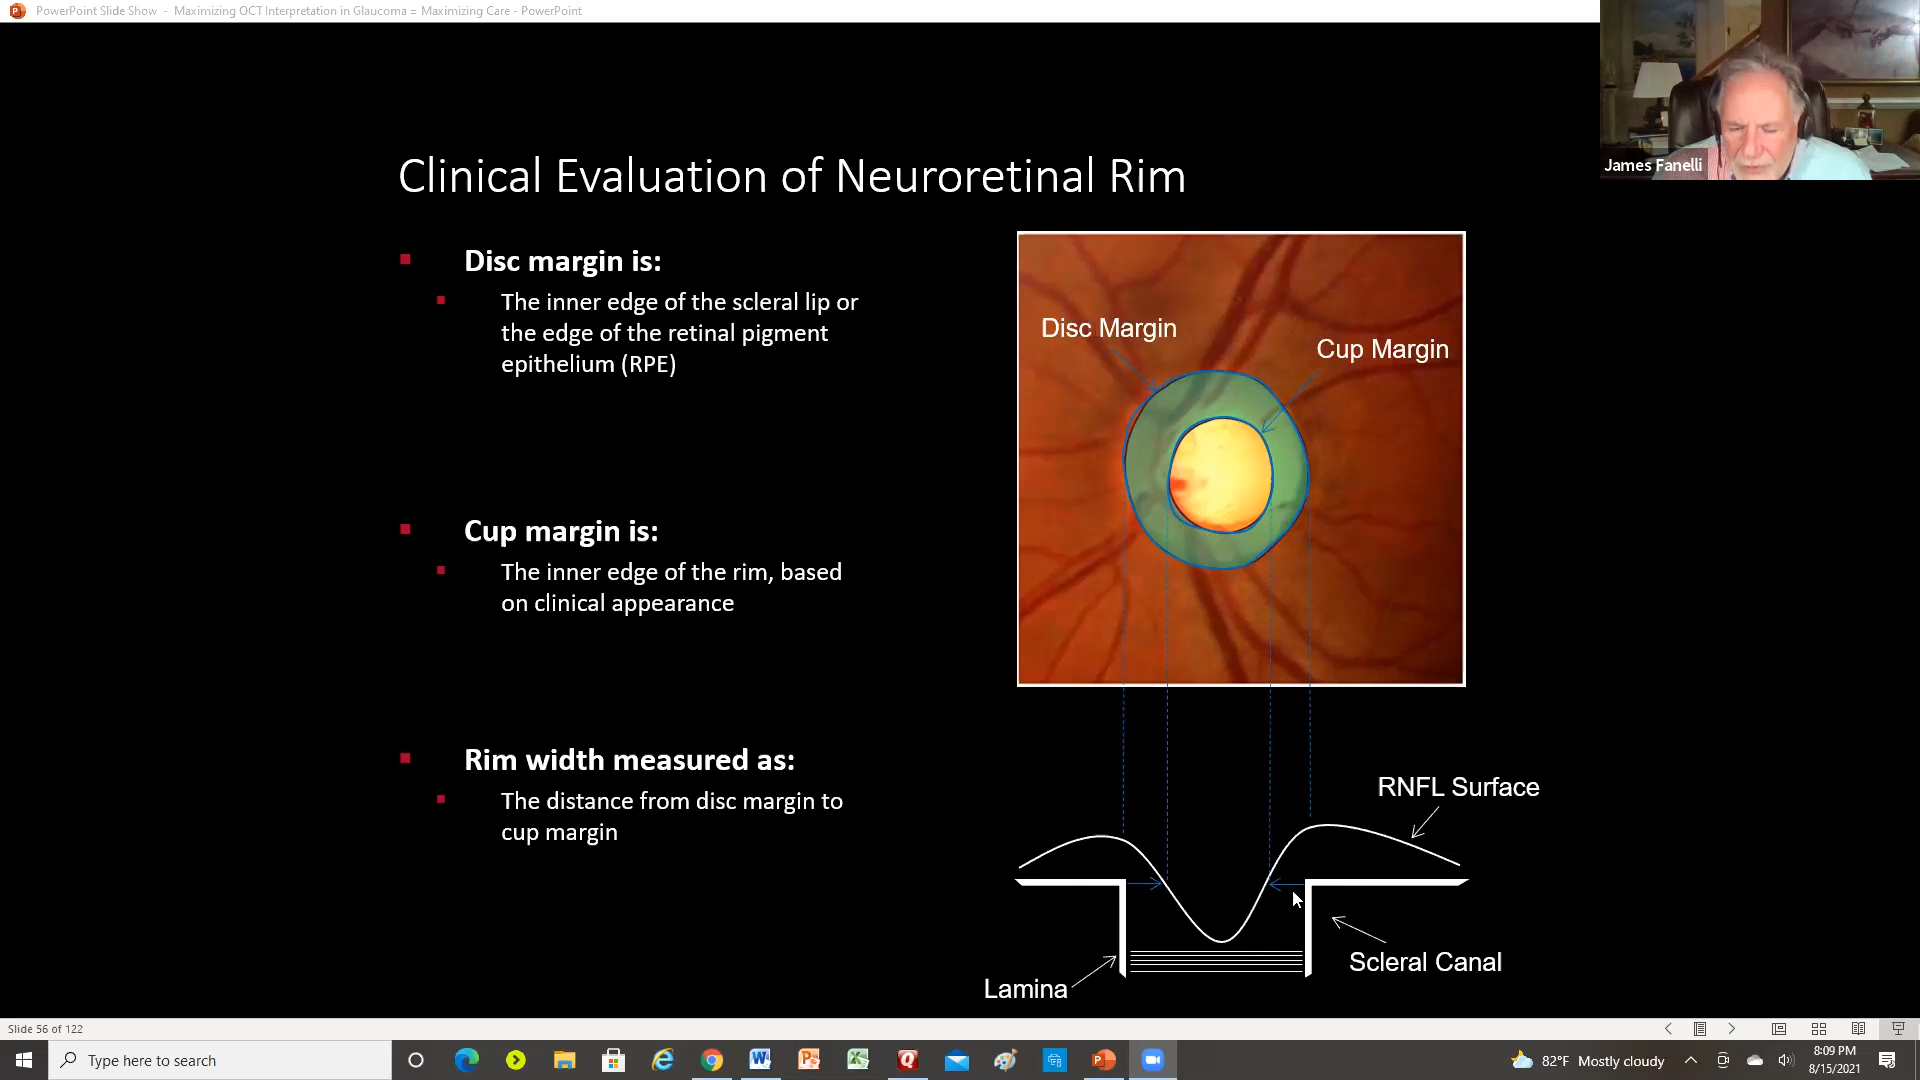 PowerPoint Slide Show - Maximizing OCT Interpretation in Glaucoma = Maximizing Care - PowerPoint
James Fanelli
Clinical Evaluation of Neuroretinal Rim
Disc margin is:
The inner edge of the scleral lip or
the edge of the retinal pigment
epithelium (RPE)
Cup margin is:
The inner edge of the rim, based
on clinical appearance
Rim width measured as:
The distance from disc margin to
cup margin
Disc Margin
Cup Margin
RNFL Surface
Scleral Canal
Lamina
Slide 56 of 122
Type here to search
82°F Mostly cloudy
8:09 PM
8/15/2021